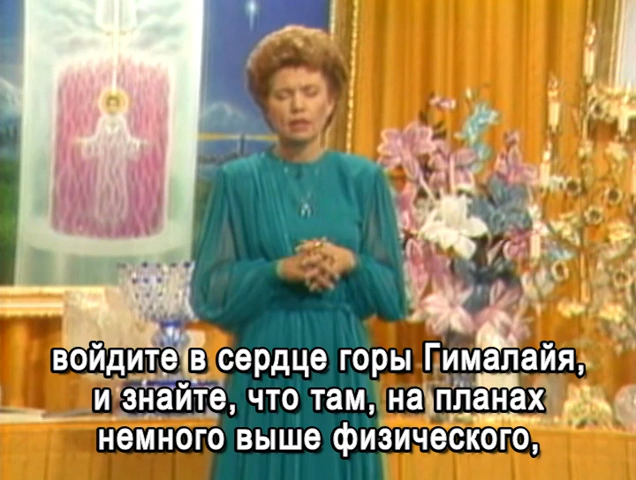 войдите в сердце горы Гималайя,
и знайте, что там, на планах
немного выше физического,